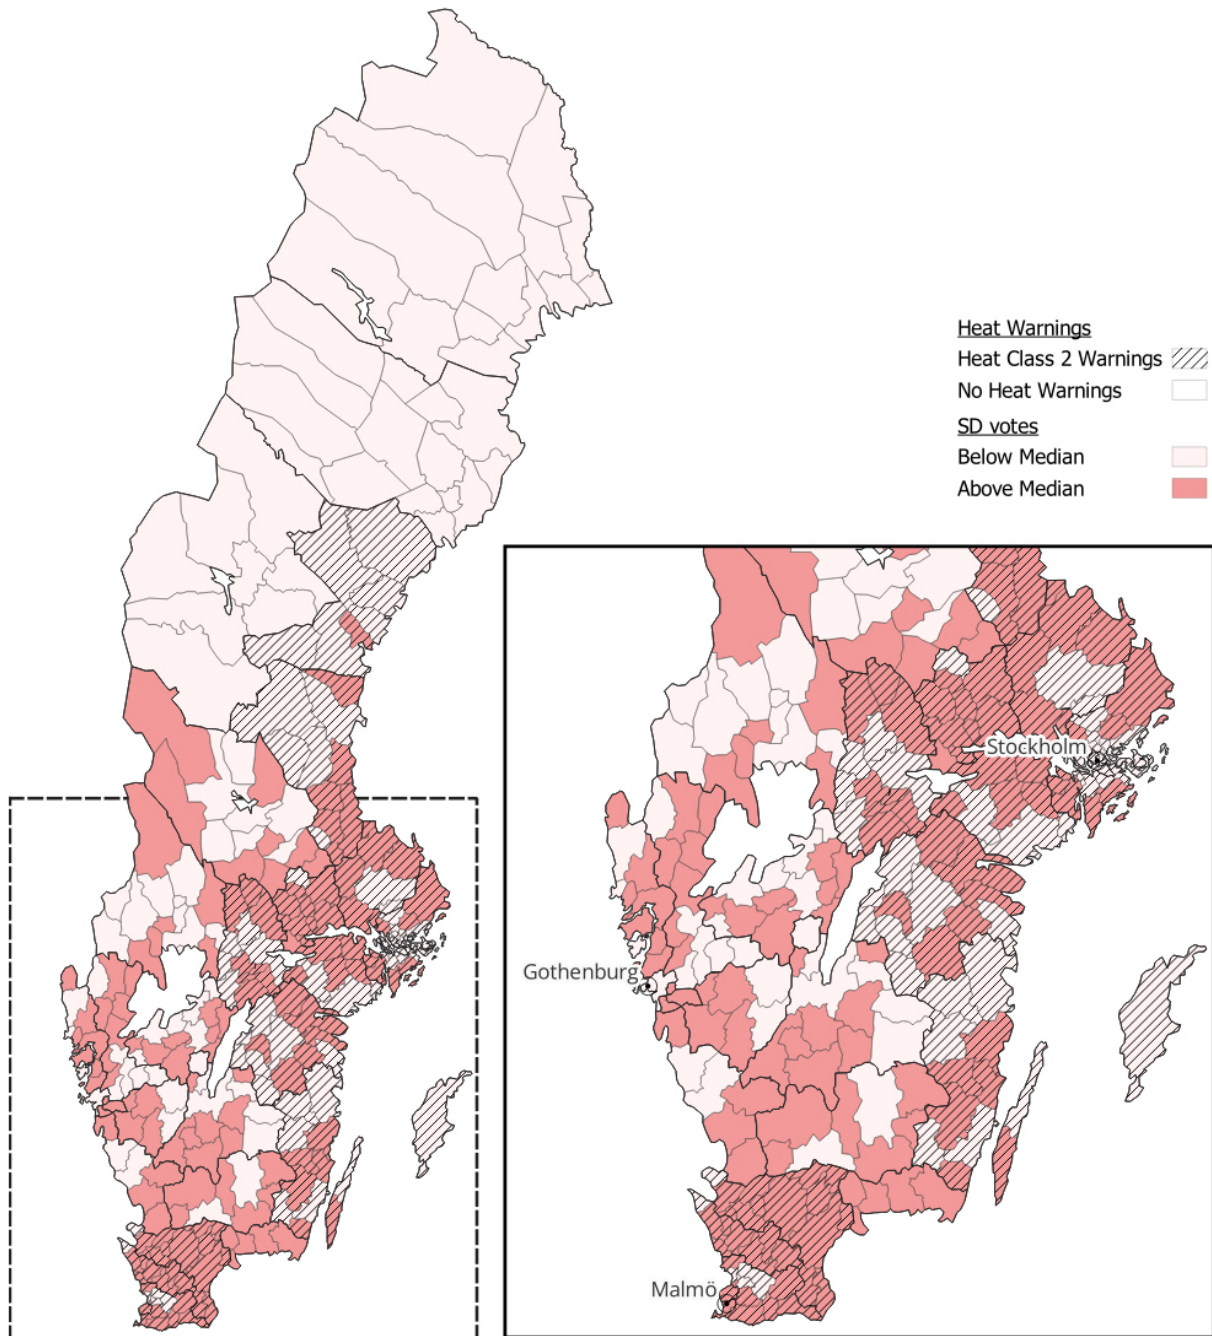 Heat Warnings
Heat Class 2 Warnings
No Heat Warnings
SD votes
Below Median
Above Median
Stockholm
Gothenburg
Malmö